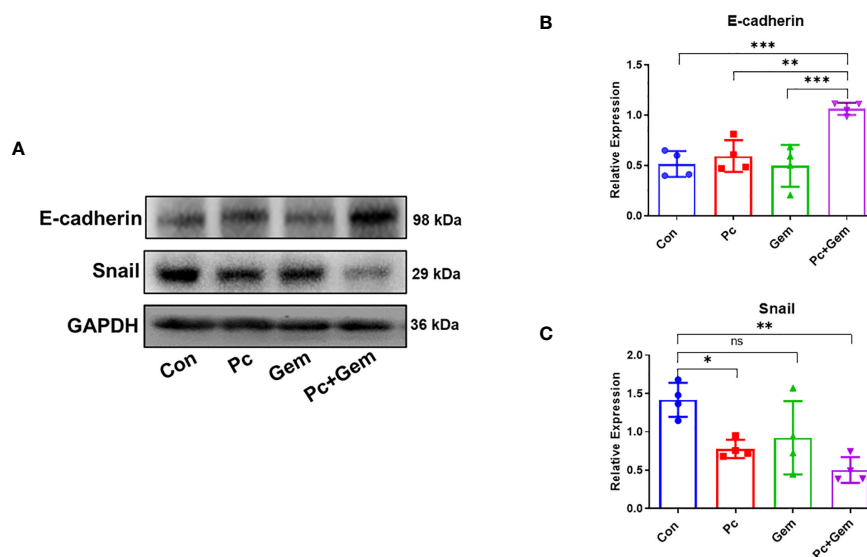 A
E-cadherin
98 kDa
Snail
29 kDa
GAPDH
36 kDa
Con
Pc
Gem
Pc+Gem
B
E-cadherin
***
**
***
Relative Expression
1.5
1.0
0.5
0.0
Con
Pc
Gem
Pc+Gem
C
Snail
**
ns
*
Relative Expression
2.0
1.5
1.0
0.5
0.0
Con
Pc
Gem
Pc+Gem